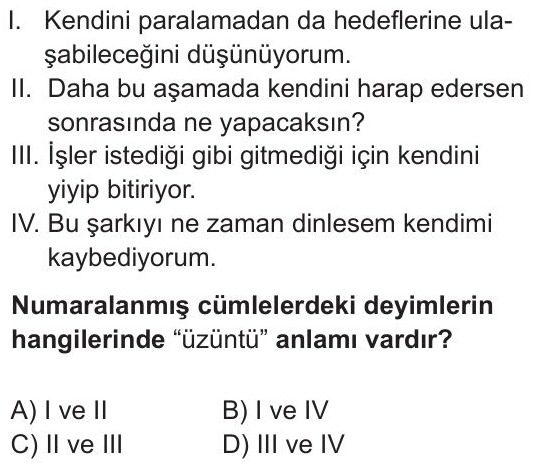 I. Kendini paralamadan da hedeflerine ula-
şabileceğini düşünüyorum.
II. Daha bu aşamada kendini harap edersen
sonrasında ne yapacaksın?
III. İşler istediği gibi gitmediği için kendini
yiyip bitiriyor.
IV. Bu şarkıyı ne zaman dinlesem kendimi
kaybediyorum.
Numaralanmış cümlelerdeki deyimlerin
hangilerinde “üzüntü” anlamı vardır?
A) I ve II B) I ve IV
C) II ve III D) III ve IV